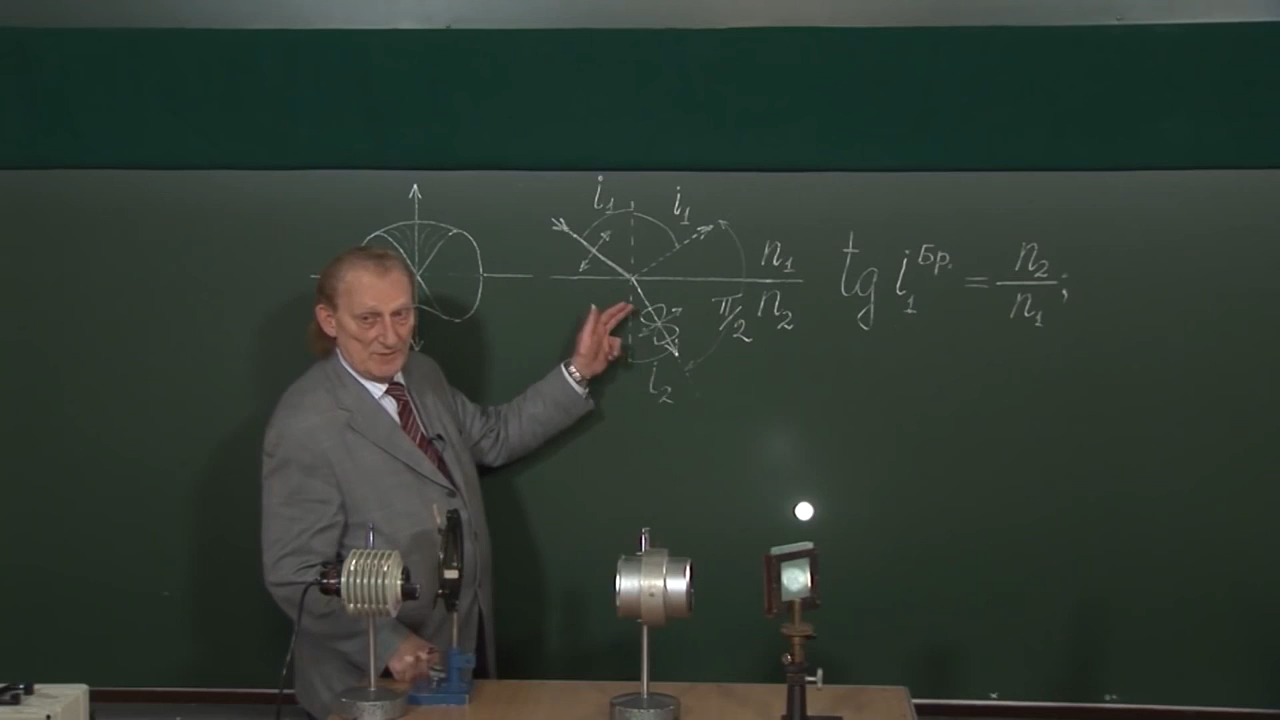 i₁
i₁
n₁
π/2
n₂
i₂
tg i₁^Бр. = n₂/n₁;